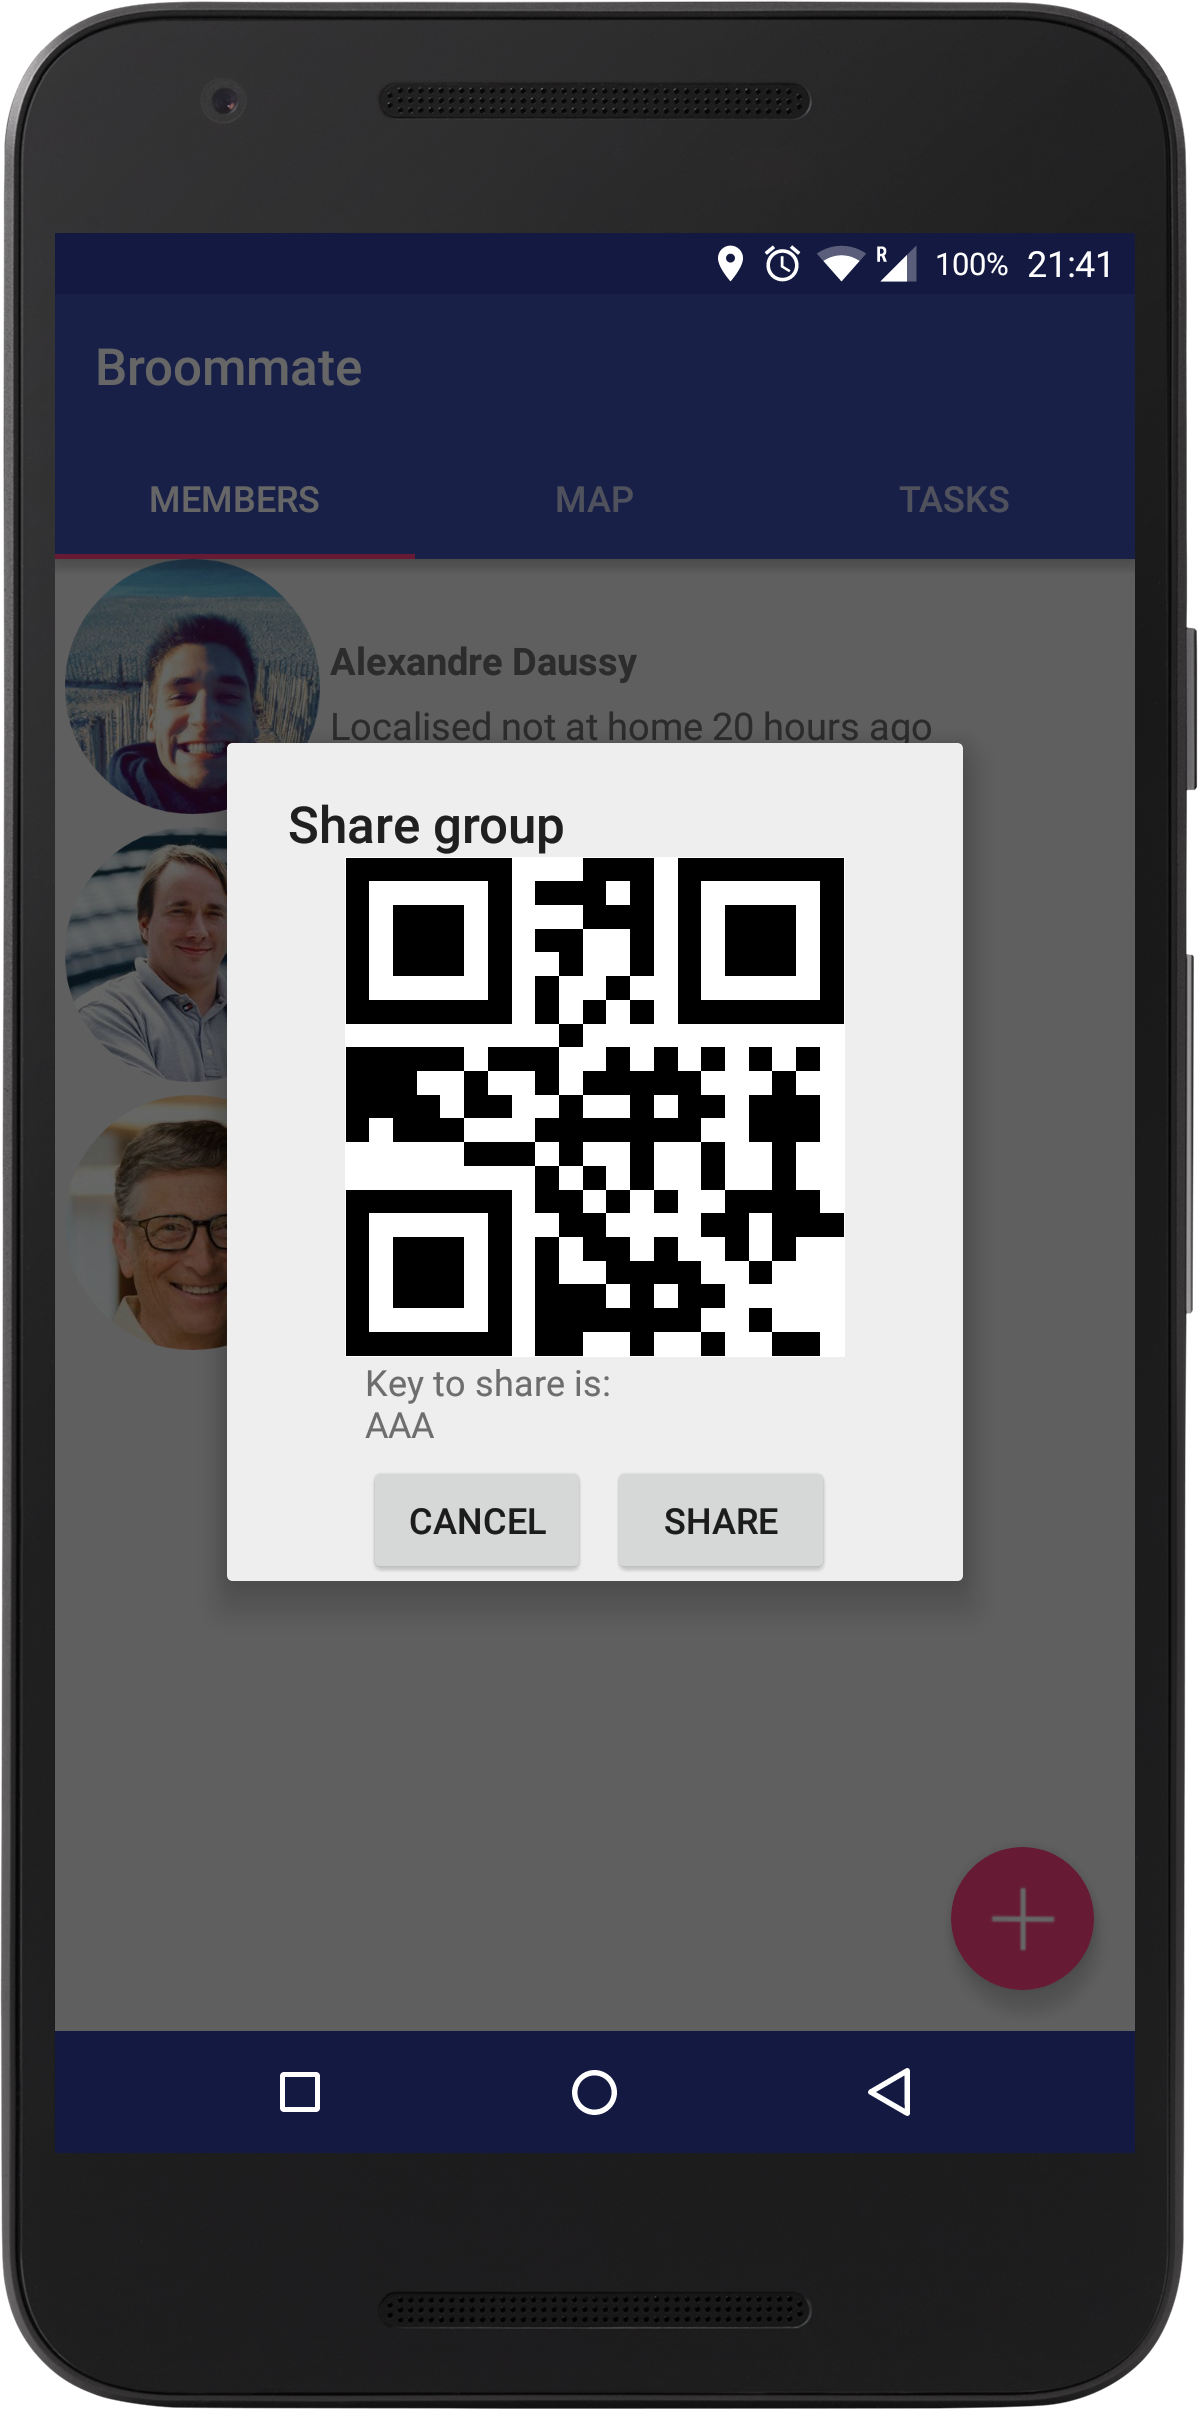 R 100% 21:41
Broommate
MEMBERS MAP TASKS
Alexandre Daussy
Localised not at home 20 hours ago
Share group
Key to share is:
AAA
CANCEL SHARE